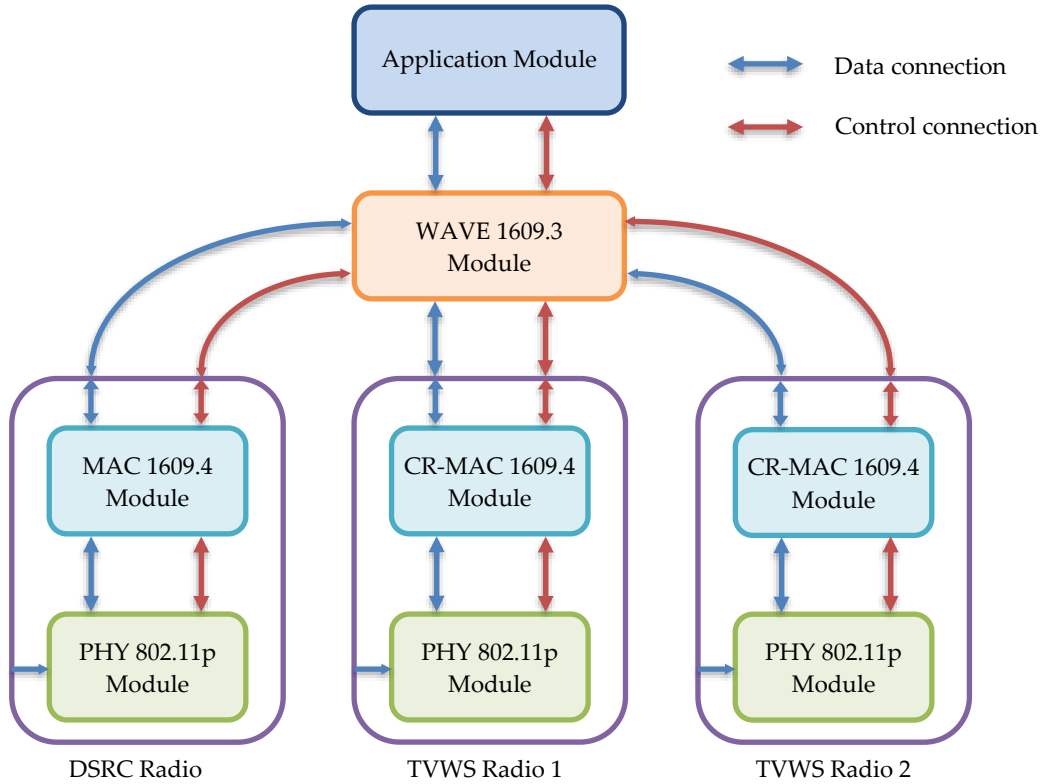 Application Module
Data connection
Control connection
WAVE 1609.3
Module
MAC 1609.4
Module
CR-MAC 1609.4
Module
CR-MAC 1609.4
Module
PHY 802.11p
Module
PHY 802.11p
Module
PHY 802.11p
Module
DSRC Radio
TVWS Radio 1
TVWS Radio 2